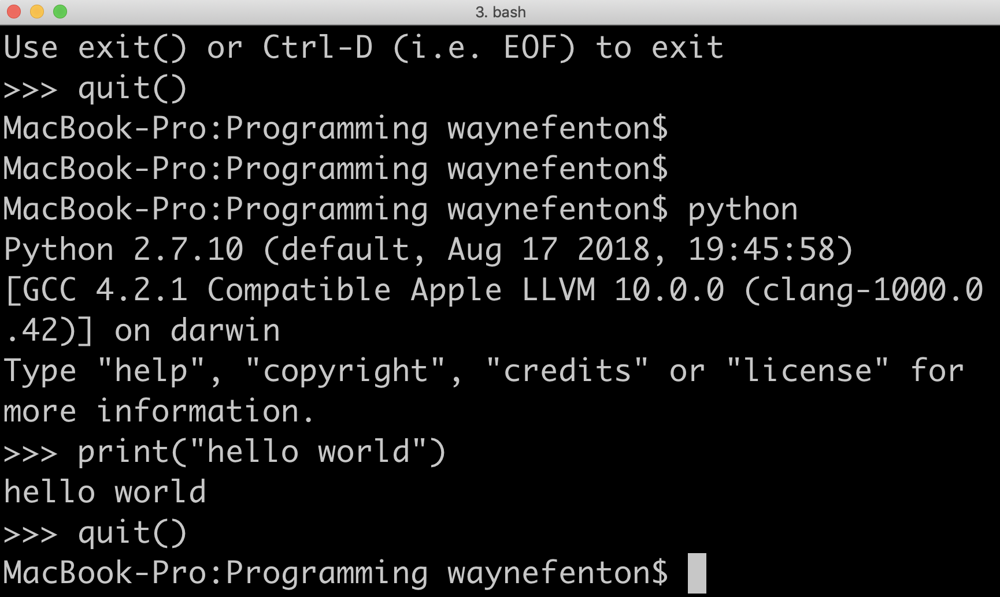 3. bash
Use exit() or Ctrl-D (i.e. EOF) to exit
>>> quit()
MacBook-Pro:Programming waynefenton$
MacBook-Pro:Programming waynefenton$
MacBook-Pro:Programming waynefenton$ python
Python 2.7.10 (default, Aug 17 2018, 19:45:58)
[GCC 4.2.1 Compatible Apple LLVM 10.0.0 (clang-1000.0
.42)] on darwin
Type "help", "copyright", "credits" or "license" for
more information.
>>> print("hello world")
hello world
>>> quit()
MacBook-Pro:Programming waynefenton$